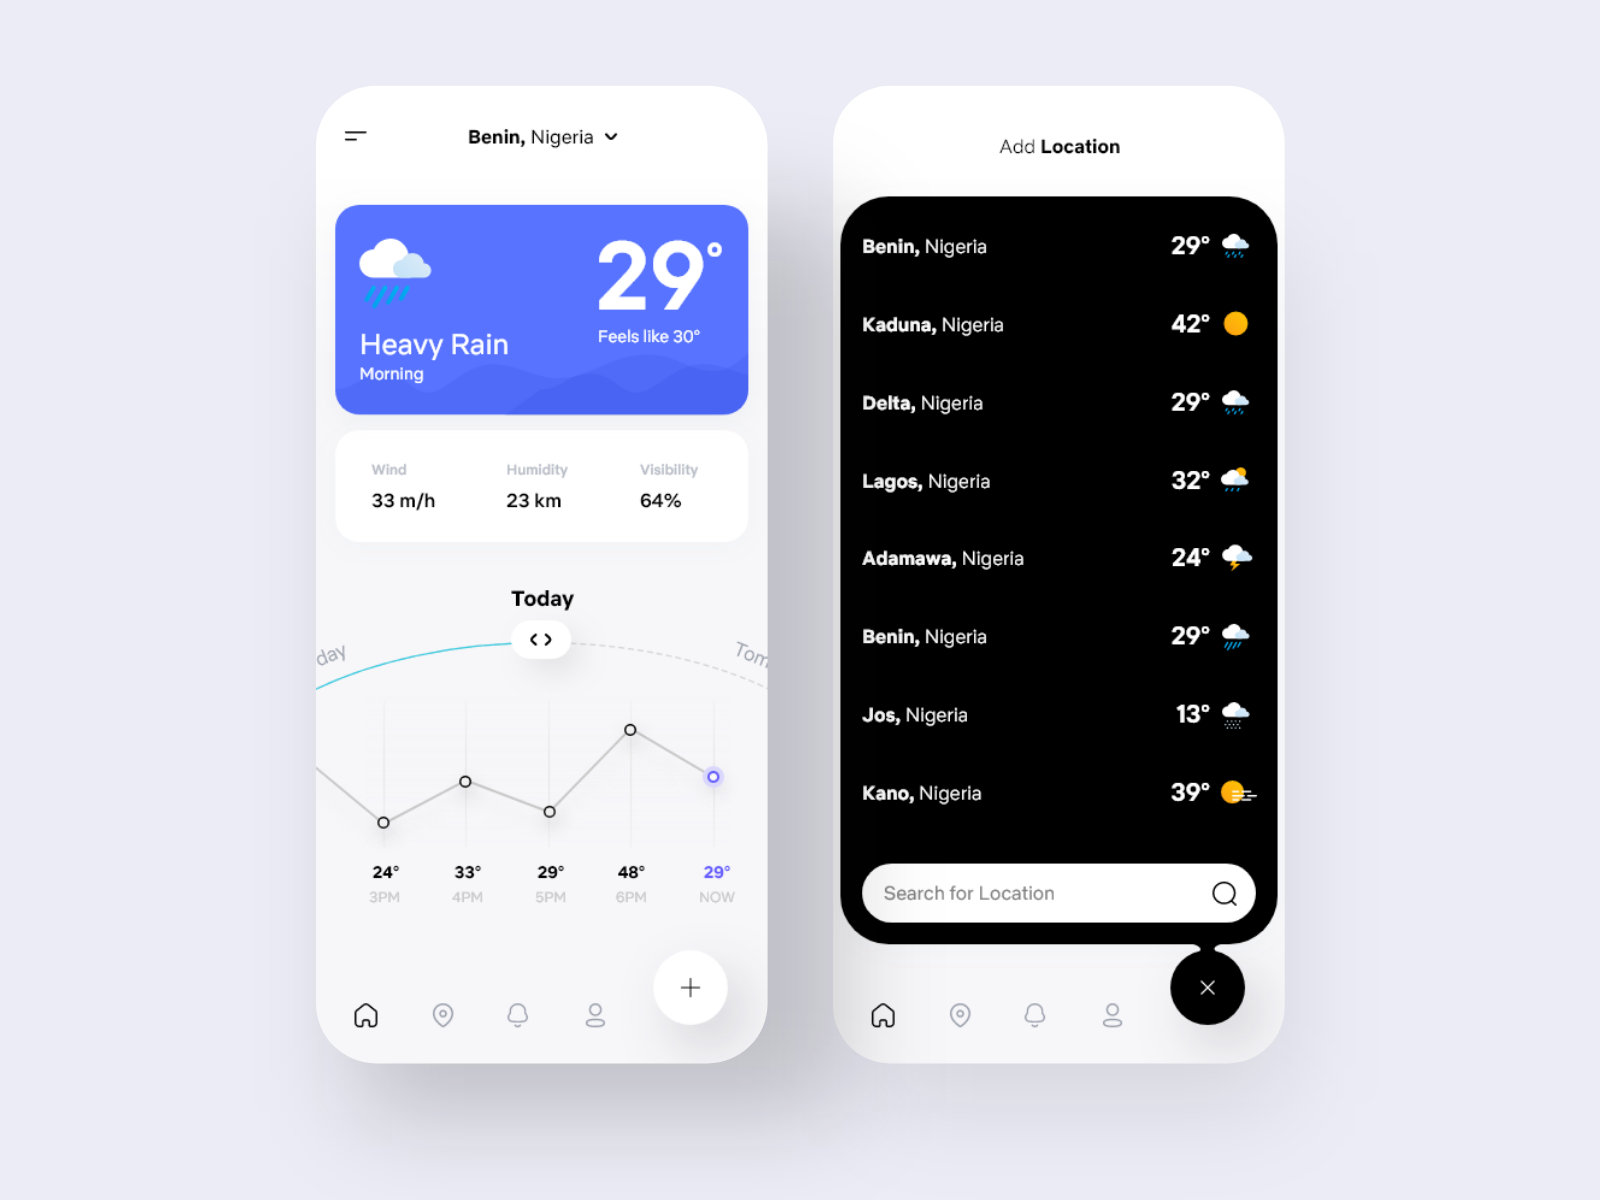 Benin, Nigeria
29°
Feels like 30°
Heavy Rain
Morning
Wind Humidity Visibility
33 m/h 23 km 64%
Today
day
Tom
24° 33° 29° 48° 29°
3PM 4PM 5PM 6PM NOW
Add Location
Benin, Nigeria 29°
Kaduna, Nigeria 42°
Delta, Nigeria 29°
Lagos, Nigeria 32°
Adamawa, Nigeria 24°
Benin, Nigeria 29°
Jos, Nigeria 13°
Kano, Nigeria 39°
Search for Location